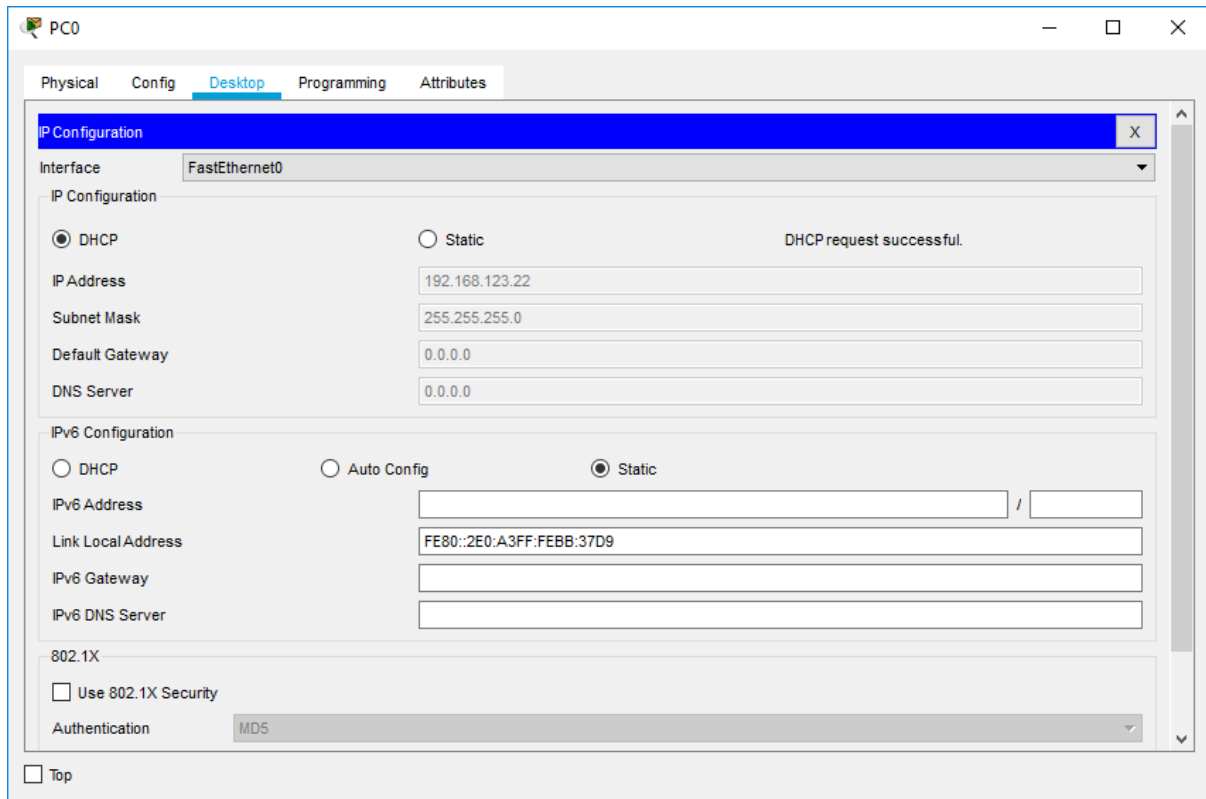 PC0
Physical Config Desktop Programming Attributes
IP Configuration X
Interface FastEthernet0
IP Configuration
DHCP Static DHCP request successful.
IP Address 192.168.123.22
Subnet Mask 255.255.255.0
Default Gateway 0.0.0.0
DNS Server 0.0.0.0
IPv6 Configuration
DHCP Auto Config Static
IPv6 Address /
Link Local Address FE80::2E0:A3FF:FEBB:37D9
IPv6 Gateway
IPv6 DNS Server
802.1X
Use 802.1X Security
Authentication MD5
Top